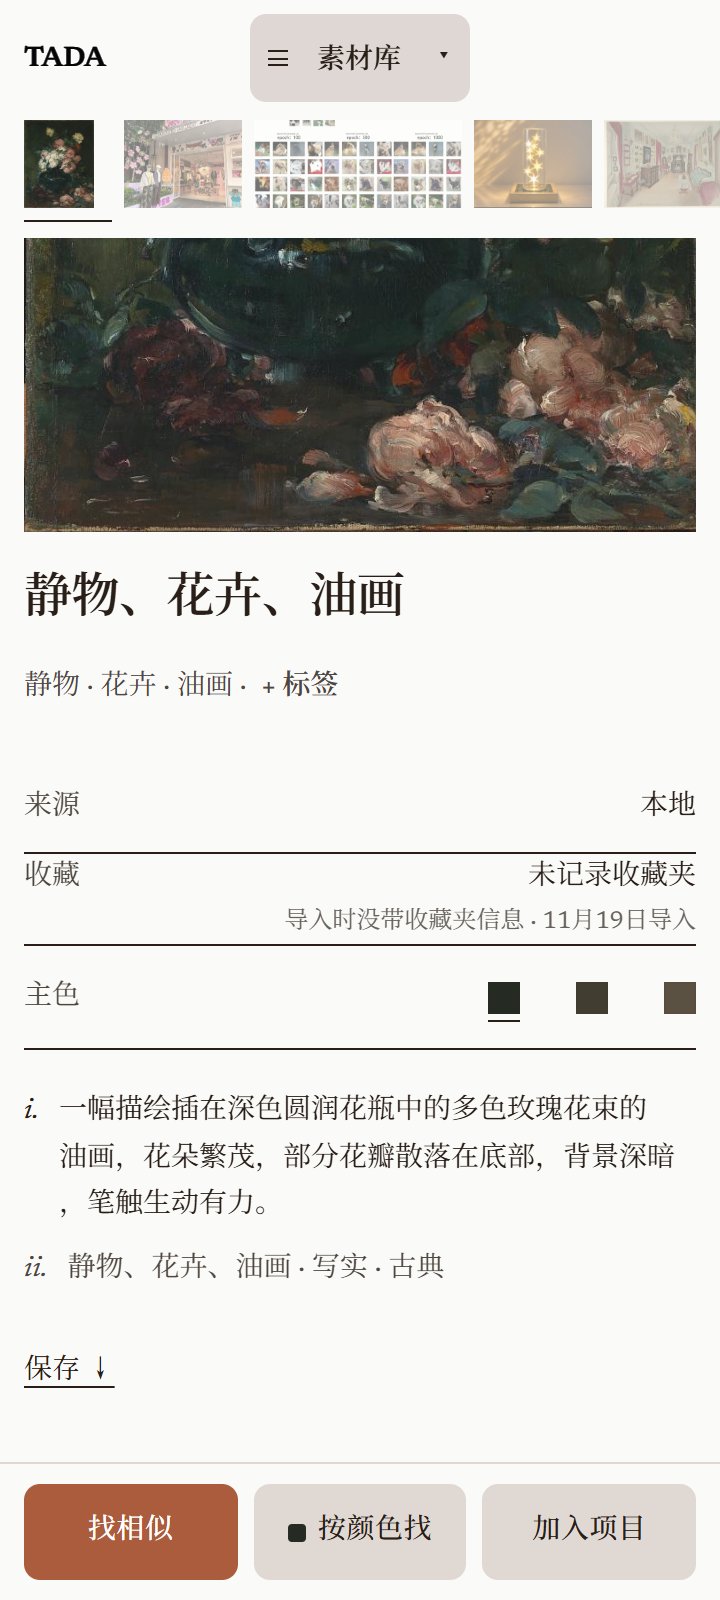 TADA
素材库
epoch: 100 epoch: 500 epoch: 1000
静物、花卉、油画
静物 · 花卉 · 油画 · + 标签
来源 本地
收藏 未记录收藏夹
导入时没带收藏夹信息 · 11月19日导入
主色
i. 一幅描绘插在深色圆润花瓶中的多色玫瑰花束的
油画，花朵繁茂，部分花瓣散落在底部，背景深暗
，笔触生动有力。
ii. 静物、花卉、油画 · 写实 · 古典
保存 ↓
找相似
按颜色找
加入项目